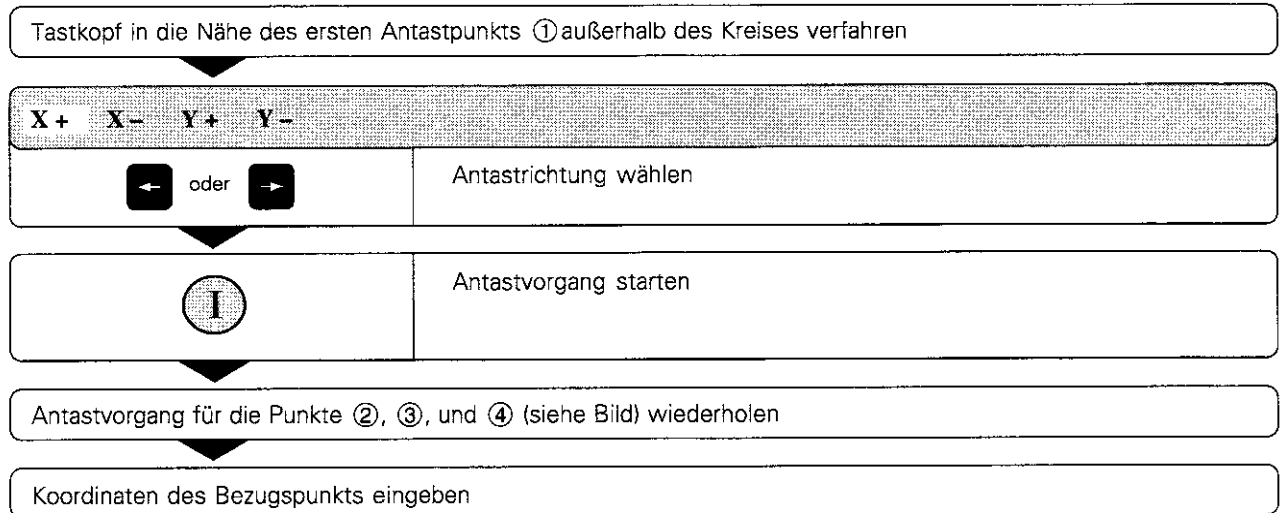 Tastkopf in die Nähe des ersten Antastpunkts ① außerhalb des Kreises verfahren
X + X – Y + Y –
← oder → Antastrichtung wählen
I Antastvorgang starten
Antastvorgang für die Punkte ②, ③, und ④ (siehe Bild) wiederholen
Koordinaten des Bezugspunkts eingeben